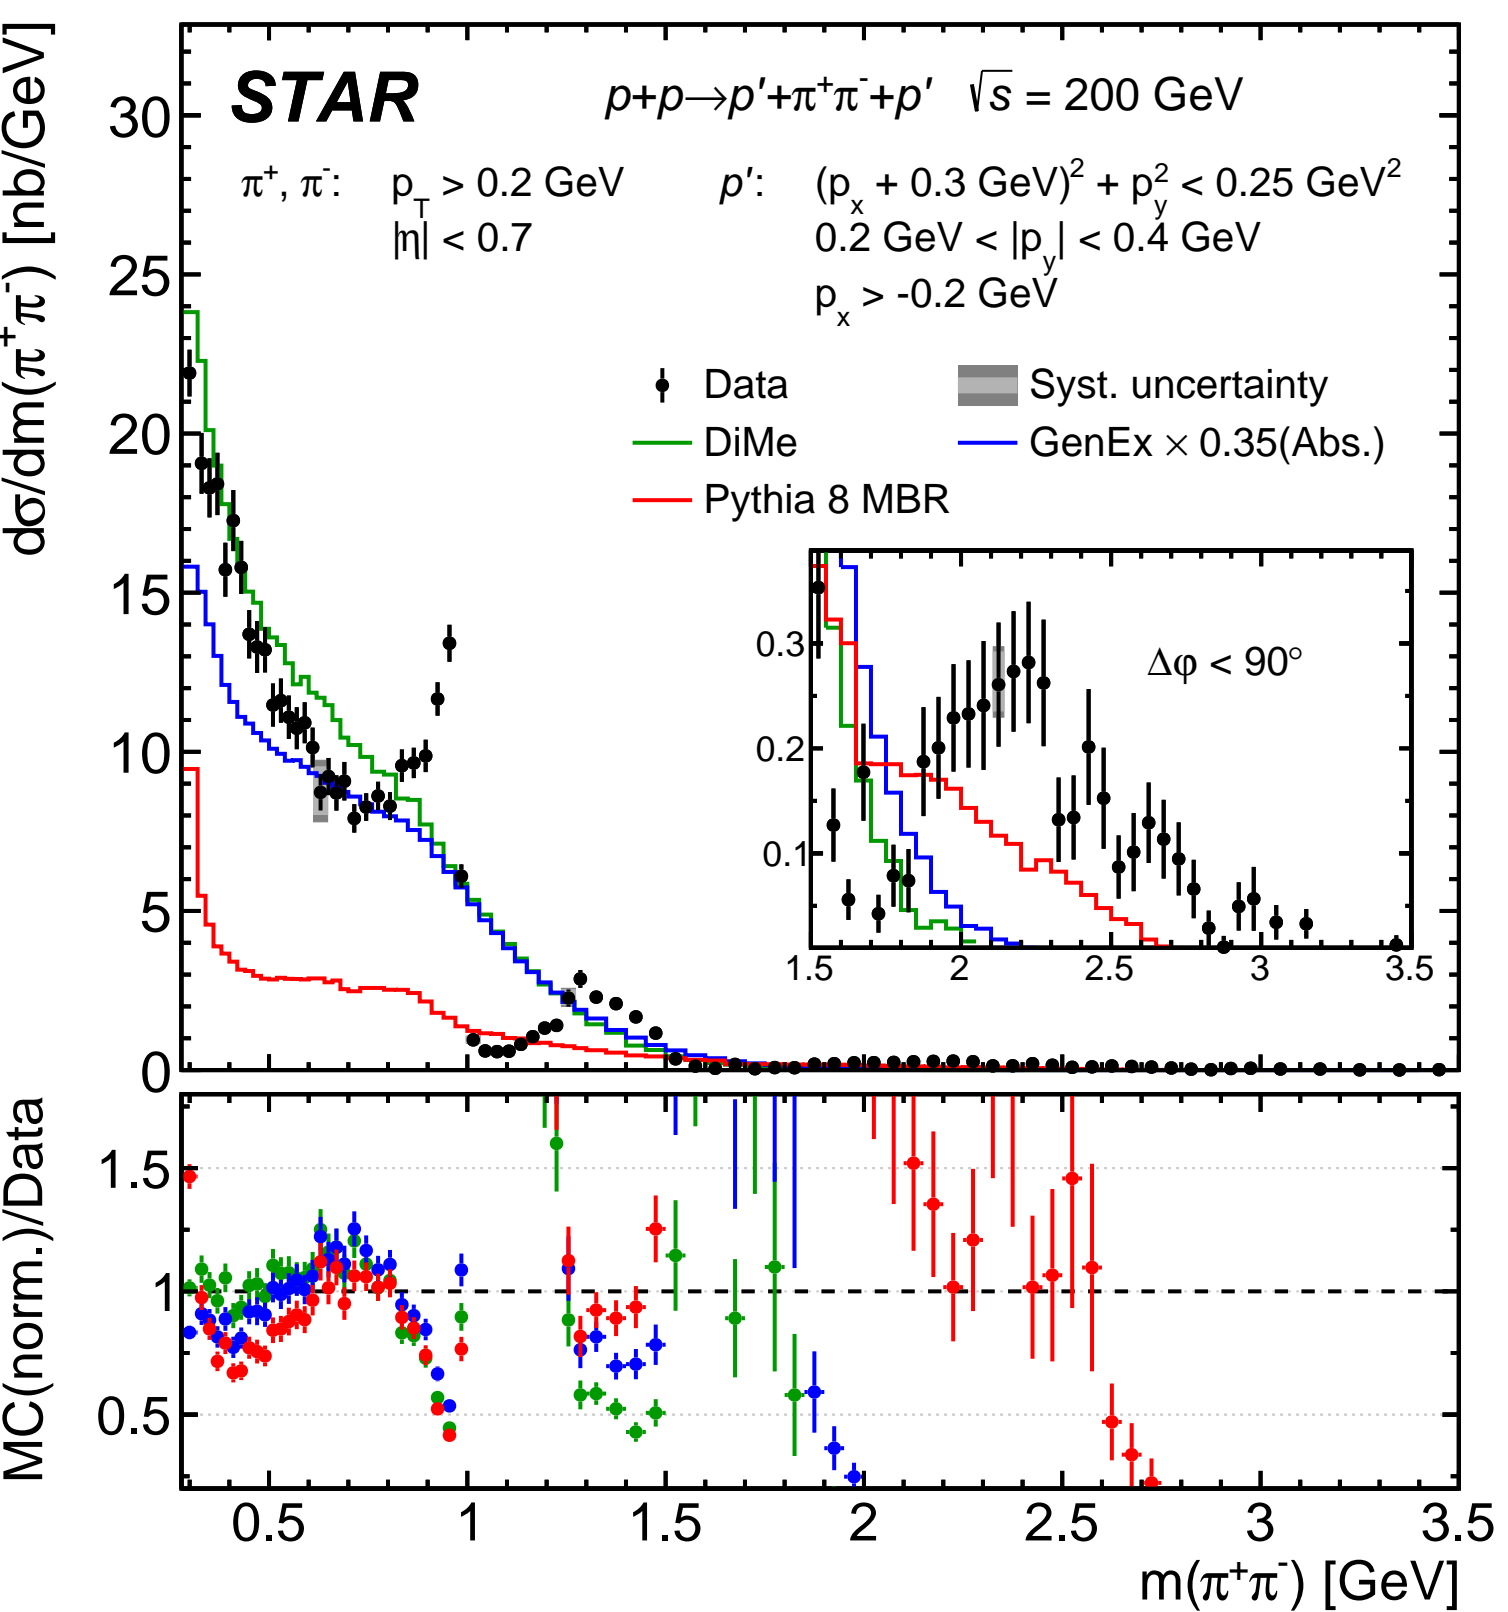 STAR
p+p→p′+π⁺π⁻+p′ √s = 200 GeV
π⁺, π⁻: p_T > 0.2 GeV p′: (p_x + 0.3 GeV)² + p_y² < 0.25 GeV²
|η| < 0.7 0.2 GeV < |p_y| < 0.4 GeV
p_x > -0.2 GeV
Data Syst. uncertainty
DiMe GenEx × 0.35(Abs.)
Pythia 8 MBR
dσ/dm(π⁺π⁻) [nb/GeV]
30
25
20
15
10
5
0
Δφ < 90°
0.3
0.2
0.1
1.5 2 2.5 3 3.5
MC(norm.)/Data
1.5
1
0.5
0.5 1 1.5 2 2.5 3 3.5
m(π⁺π⁻) [GeV]